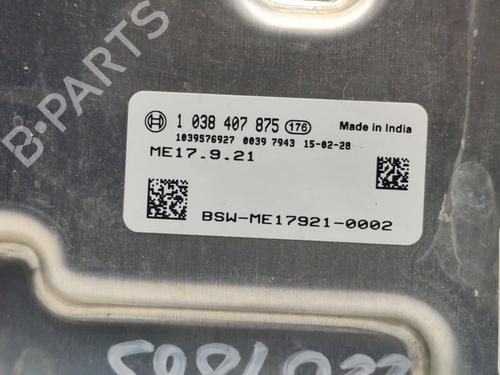 1 038 407 875 176 Made in India
1039576927 0039 7943 15-02-28
ME17.9.21
BSW-ME17921-0002
B-PARTS